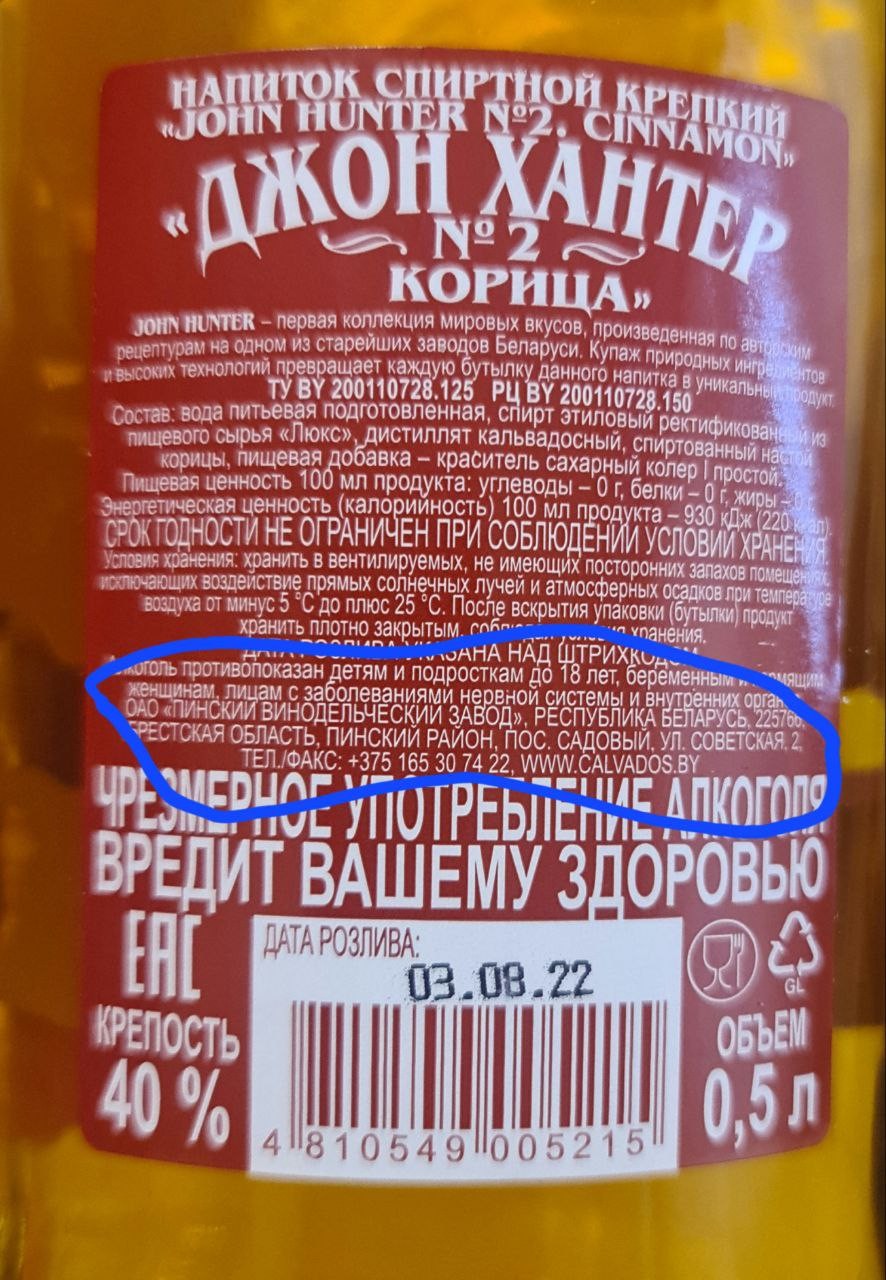 НАПИТОК СПИРТНОЙ КРЕПКИЙ
«JOHN HUNTER №2. CINNAMON»
«ДЖОН ХАНТЕР
№ 2
КОРИЦА»
JOHN HUNTER – первая коллекция мировых вкусов, произведенная по авторским
рецептурам на одном из старейших заводов Беларуси. Купаж природных ингредиентов
и высоких технологий превращает каждую бутылку данного напитка в уникальный продукт.
ТУ BY 200110728.125 РЦ BY 200110728.150
Состав: вода питьевая подготовленная, спирт этиловый ректификованный из
пищевого сырья «Люкс», дистиллят кальвадосный, спиртованный настой
корицы, пищевая добавка – краситель сахарный колер I простой.
Пищевая ценность 100 мл продукта: углеводы – 0 г, белки – 0 г, жиры – 0 г.
Энергетическая ценность (калорийность) 100 мл продукта – 930 кДж (220 ккал).
СРОК ГОДНОСТИ НЕ ОГРАНИЧЕН ПРИ СОБЛЮДЕНИИ УСЛОВИЙ ХРАНЕНИЯ.
Условия хранения: хранить в вентилируемых, не имеющих посторонних запахов помещениях,
исключающих воздействие прямых солнечных лучей и атмосферных осадков при температуре
воздуха от минус 5 °С до плюс 25 °С. После вскрытия упаковки (бутылки) продукт
хранить плотно закрытым, соблюдая условия хранения.
ДАТА РОЗЛИВА УКАЗАНА НАД ШТРИХКОДОМ
Алкоголь противопоказан детям и подросткам до 18 лет, беременным и кормящим
женщинам, лицам с заболеваниями нервной системы и внутренних органов.
ОАО «ПИНСКИЙ ВИНОДЕЛЬЧЕСКИЙ ЗАВОД», РЕСПУБЛИКА БЕЛАРУСЬ, 225766,
БРЕСТСКАЯ ОБЛАСТЬ, ПИНСКИЙ РАЙОН, ПОС. САДОВЫЙ, УЛ. СОВЕТСКАЯ, 2,
ТЕЛ./ФАКС: +375 165 30 74 22, WWW.CALVADOS.BY
ЧРЕЗМЕРНОЕ УПОТРЕБЛЕНИЕ АЛКОГОЛЯ
ВРЕДИТ ВАШЕМУ ЗДОРОВЬЮ
EAC
ДАТА РОЗЛИВА:
03.08.22
GL
КРЕПОСТЬ
40 %
ОБЪЕМ
0,5 л
4 810549 005215